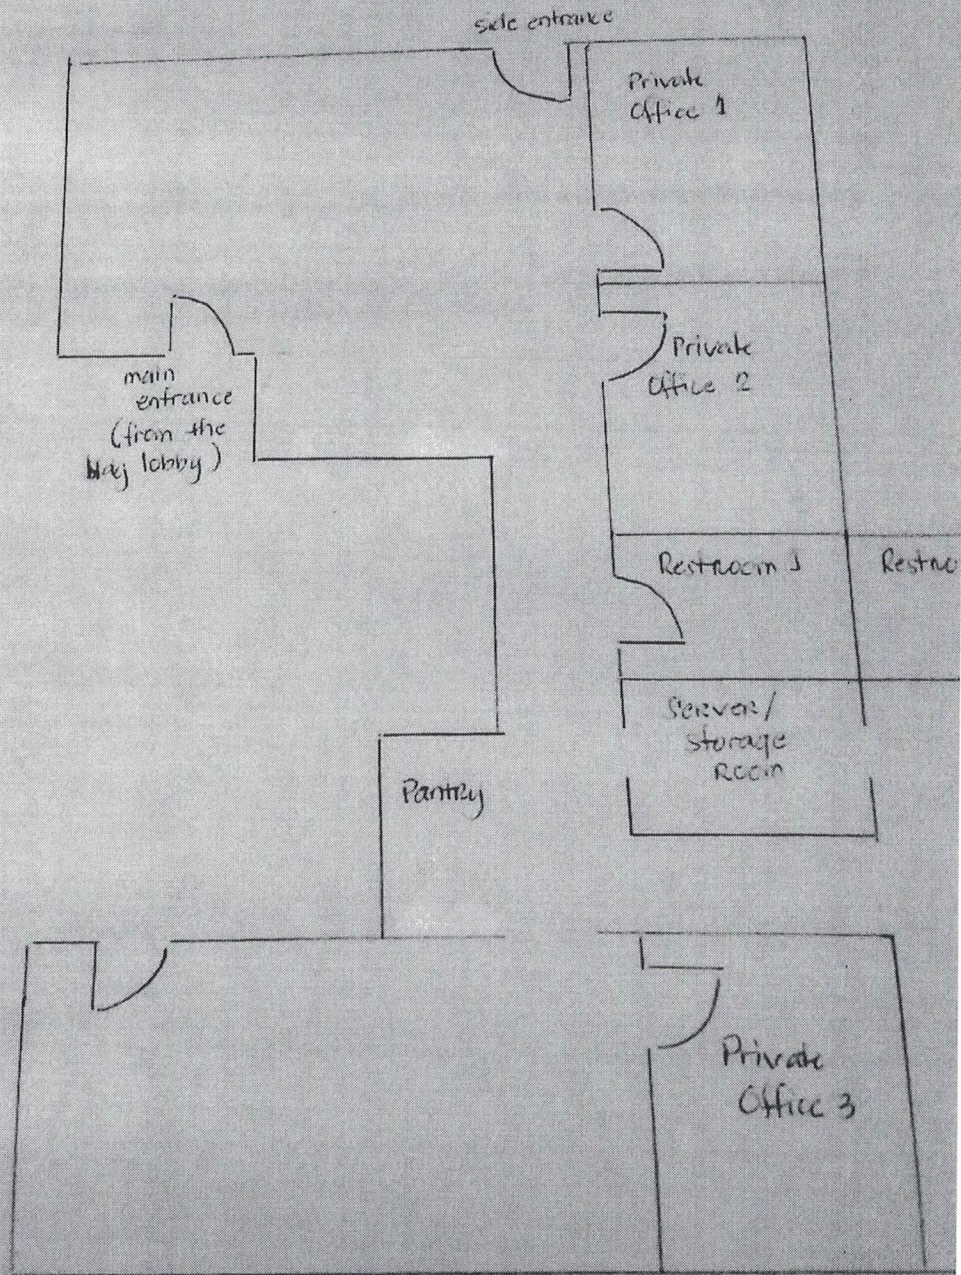 side entrance
Private
Office 1
main
entrance
(from the
lobby)
Private
Office 2
Restroom 1
Restro
Server/
Storage
Room
Pantry
Private
Office 3